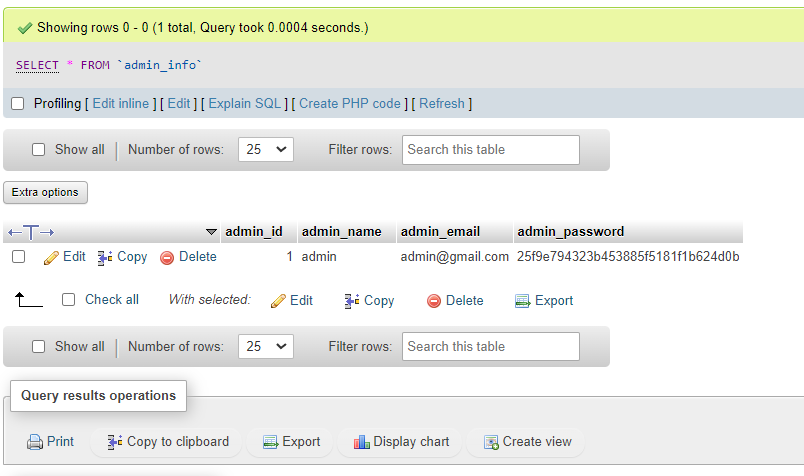 Showing rows 0 - 0 (1 total, Query took 0.0004 seconds.)
SELECT * FROM `admin_info`
Profiling [ Edit inline ] [ Edit ] [ Explain SQL ] [ Create PHP code ] [ Refresh ]
Show all Number of rows: 25 Filter rows: Search this table
Extra options
admin_id admin_name admin_email admin_password
Edit Copy Delete 1 admin admin@gmail.com 25f9e794323b453885f5181f1b624d0b
Check all With selected: Edit Copy Delete Export
Show all Number of rows: 25 Filter rows: Search this table
Query results operations
Print Copy to clipboard Export Display chart Create view